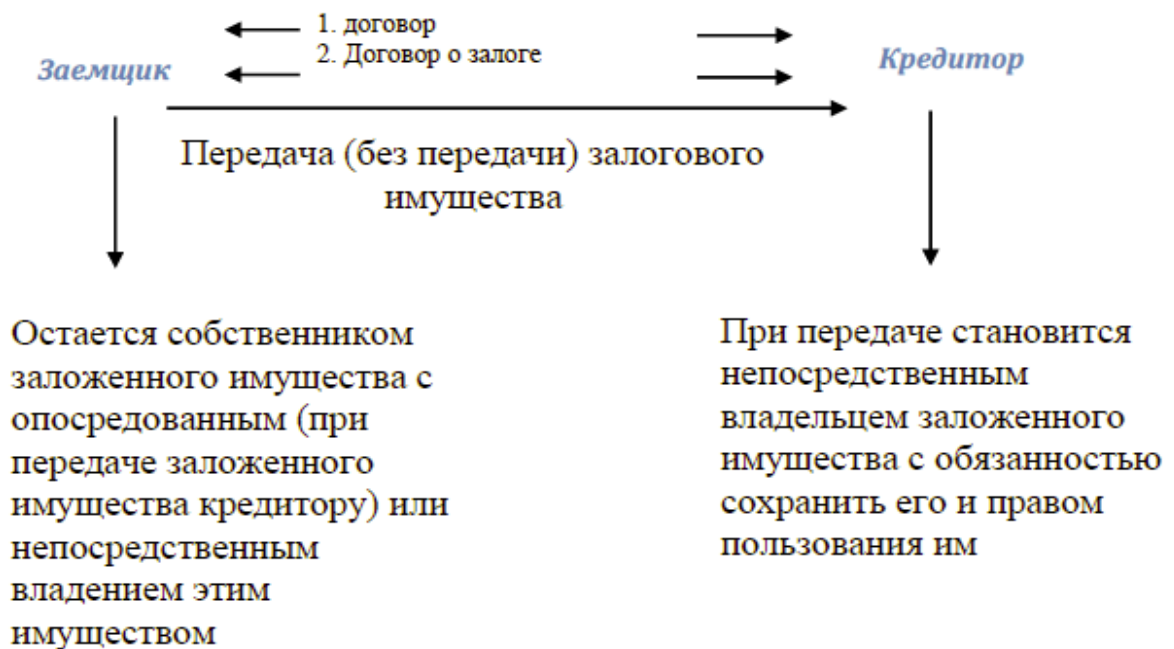 1. договор
2. Договор о залоге
Заемщик
Кредитор
Передача (без передачи) залогового
имущества
Остается собственником
заложенного имущества с
опосредованным (при
передаче заложенного
имущества кредитору) или
непосредственным
владением этим
имуществом
При передаче становится
непосредственным
владельцем заложенного
имущества с обязанностью
сохранить его и правом
пользования им